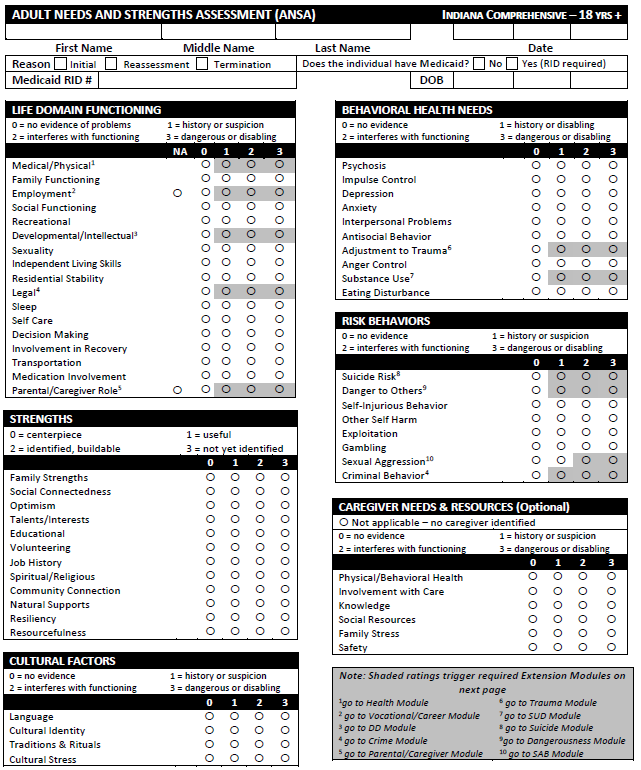 ADULT NEEDS AND STRENGTHS ASSESSMENT (ANSA) INDIANA COMPREHENSIVE – 18 YRS +
First Name Middle Name Last Name Date
Reason Initial Reassessment Termination Does the individual have Medicaid? No Yes (RID required)
Medicaid RID # DOB
LIFE DOMAIN FUNCTIONING
0 = no evidence of problems 1 = history or suspicion
2 = interferes with functioning 3 = dangerous or disabling
NA 0 1 2 3
Medical/Physical¹
Family Functioning
Employment²
Social Functioning
Recreational
Developmental/Intellectual³
Sexuality
Independent Living Skills
Residential Stability
Legal⁴
Sleep
Self Care
Decision Making
Involvement in Recovery
Transportation
Medication Involvement
Parental/Caregiver Role⁵
STRENGTHS
0 = centerpiece 1 = useful
2 = identified, buildable 3 = not yet identified
0 1 2 3
Family Strengths
Social Connectedness
Optimism
Talents/Interests
Educational
Volunteering
Job History
Spiritual/Religious
Community Connection
Natural Supports
Resiliency
Resourcefulness
CULTURAL FACTORS
0 = no evidence 1 = history or suspicion
2 = interferes with functioning 3 = dangerous or disabling
0 1 2 3
Language
Cultural Identity
Traditions & Rituals
Cultural Stress
BEHAVIORAL HEALTH NEEDS
0 = no evidence 1 = history or disabling
2 = interferes with functioning 3 = dangerous or disabling
0 1 2 3
Psychosis
Impulse Control
Depression
Anxiety
Interpersonal Problems
Antisocial Behavior
Adjustment to Trauma⁶
Anger Control
Substance Use⁷
Eating Disturbance
RISK BEHAVIORS
0 = no evidence 1 = history or suspicion
2 = interferes with functioning 3 = dangerous or disabling
0 1 2 3
Suicide Risk⁸
Danger to Others⁹
Self-Injurious Behavior
Other Self Harm
Exploitation
Gambling
Sexual Aggression¹⁰
Criminal Behavior⁴
CAREGIVER NEEDS & RESOURCES (Optional)
Not applicable – no caregiver identified
0 = no evidence 1 = history or suspicion
2 = interferes with functioning 3 = dangerous or disabling
0 1 2 3
Physical/Behavioral Health
Involvement with Care
Knowledge
Social Resources
Family Stress
Safety
Note: Shaded ratings trigger required Extension Modules on
next page
¹go to Health Module ⁶ go to Trauma Module
² go to Vocational/Career Module ⁷ go to SUD Module
³ go to DD Module ⁸ go to Suicide Module
⁴ go to Crime Module ⁹go to Dangerousness Module
⁵ go to Parental/Caregiver Module ¹⁰ go to SAB Module